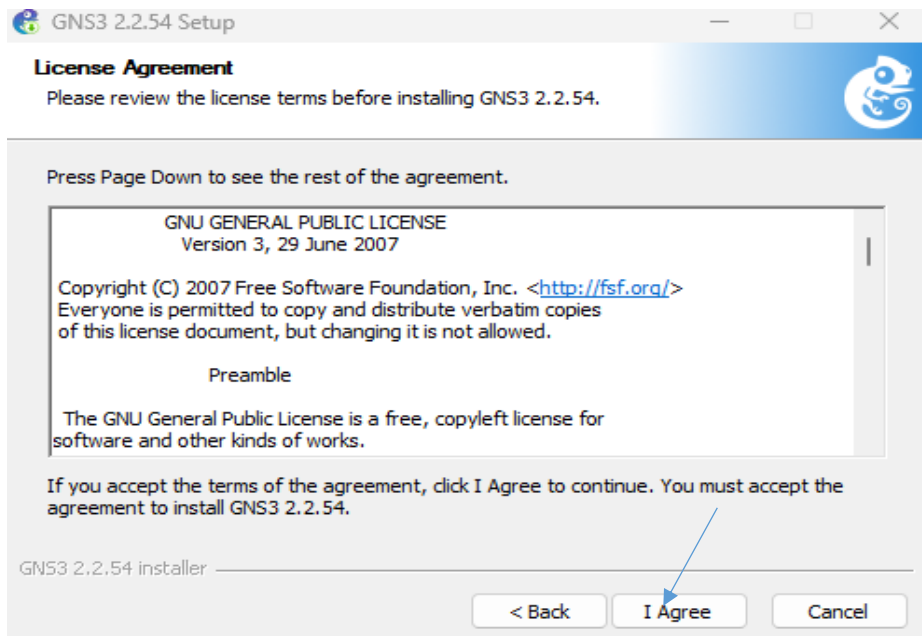 GNS3 2.2.54 Setup
License Agreement
Please review the license terms before installing GNS3 2.2.54.
Press Page Down to see the rest of the agreement.
GNU GENERAL PUBLIC LICENSE
Version 3, 29 June 2007
Copyright (C) 2007 Free Software Foundation, Inc. <http://fsf.org/>
Everyone is permitted to copy and distribute verbatim copies
of this license document, but changing it is not allowed.
Preamble
The GNU General Public License is a free, copyleft license for
software and other kinds of works.
If you accept the terms of the agreement, click I Agree to continue. You must accept the
agreement to install GNS3 2.2.54.
GNS3 2.2.54 installer
< Back I Agree Cancel